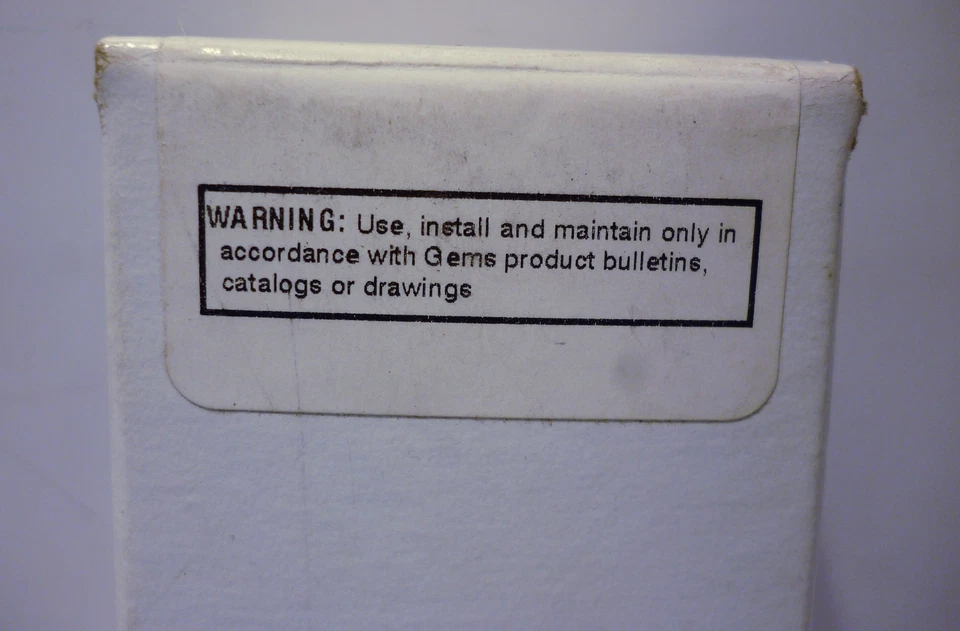 WARNING: Use, install and maintain only in
accordance with Gems product bulletins,
catalogs or drawings